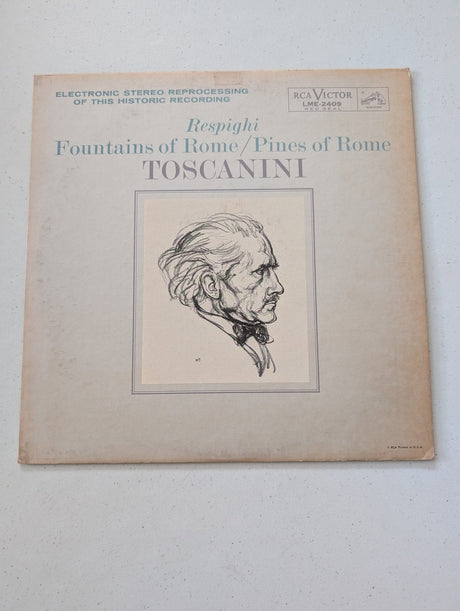 ELECTRONIC STEREO REPROCESSING
OF THIS HISTORIC RECORDING
RCA VICTOR
LME-2409
RED SEAL
Respighi
Fountains of Rome/Pines of Rome
TOSCANINI